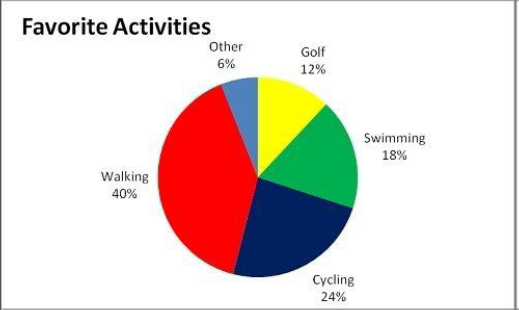 Favorite Activities
Other
6%
Golf
12%
Swimming
18%
Walking
40%
Cycling
24%